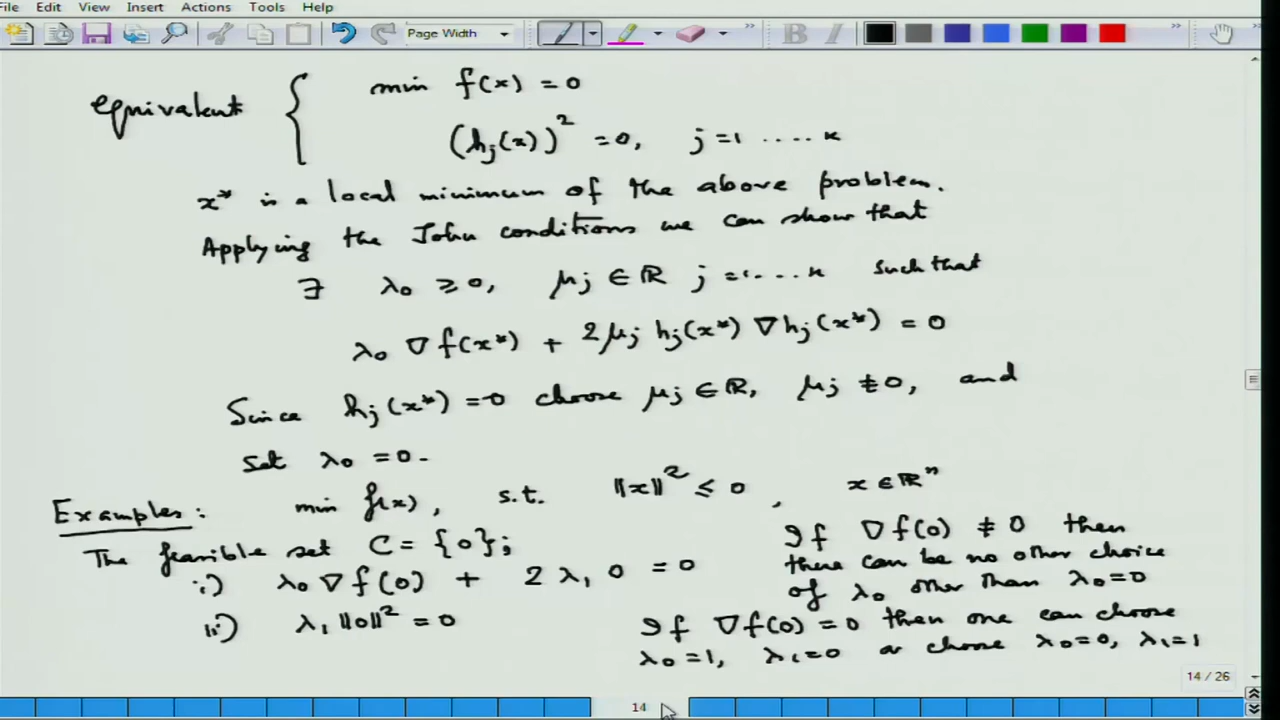 File Edit View Insert Actions Tools Help
Page Width
equivalent { min f(x) = 0
(hj(x))² = 0, j = 1 .... k
x* is a local minimum of the above problem.
Applying the John conditions we can show that
∃ λ₀ ≥ 0, μj ∈ ℝ j = 1. ... k such that
λ₀ ∇f(x*) + 2μj hj(x*) ∇hj(x*) = 0
Since hj(x*) = 0 choose μj ∈ ℝ, μj ≠ 0, and
set λ₀ = 0.
Examples: min f(x), s.t. ‖x‖² ≤ 0, x ∈ ℝⁿ
The feasible set C = {0};
i) λ₀ ∇f(0) + 2 λ₁ 0 = 0
ii) λ₁ ‖0‖² = 0
If ∇f(0) ≠ 0 then
there can be no other choice
of λ₀ other than λ₀ = 0
If ∇f(0) = 0 then one can choose
λ₀ = 1, λ₁ = 0 or choose λ₀ = 0, λ₁ = 1
14 / 26
14